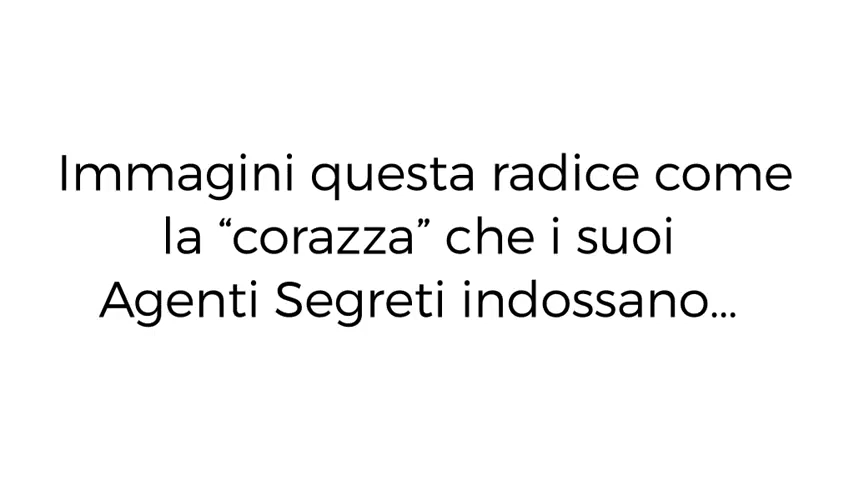 Immagini questa radice come
la “corazza” che i suoi
Agenti Segreti indossano...